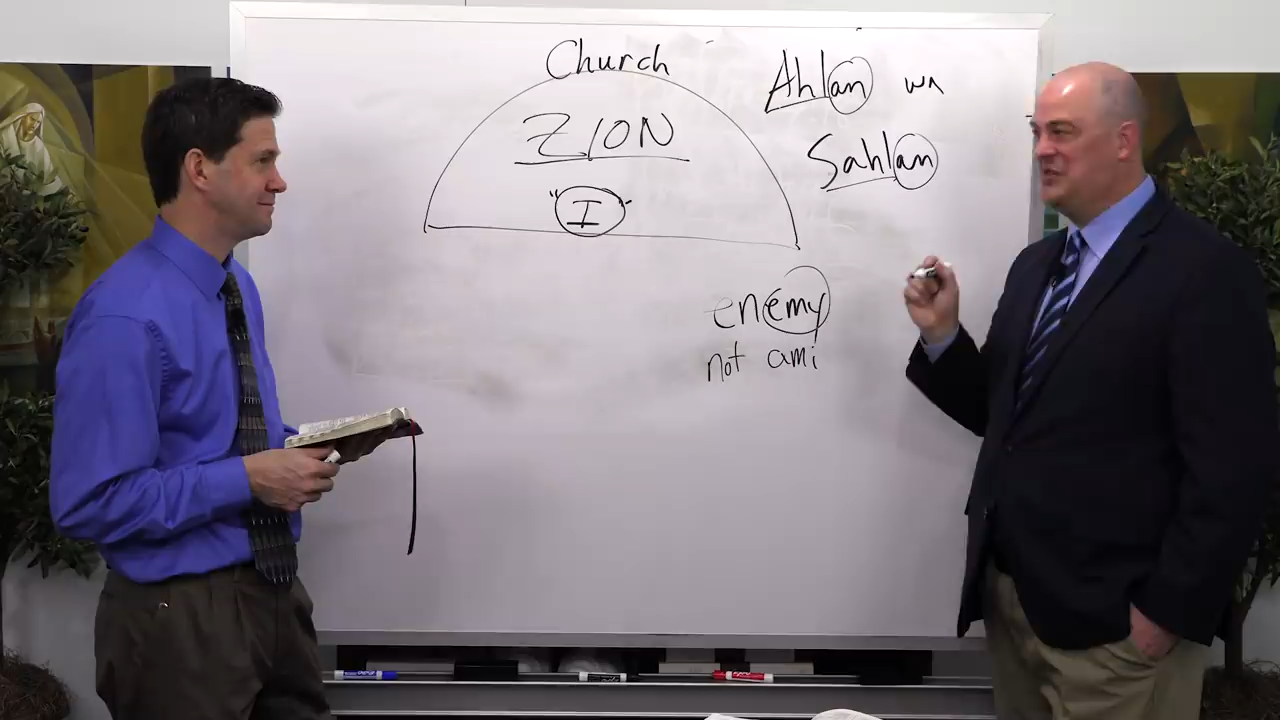 Church
ZION
"I"
Ahlan wa
Sahlan
enemy
not ami